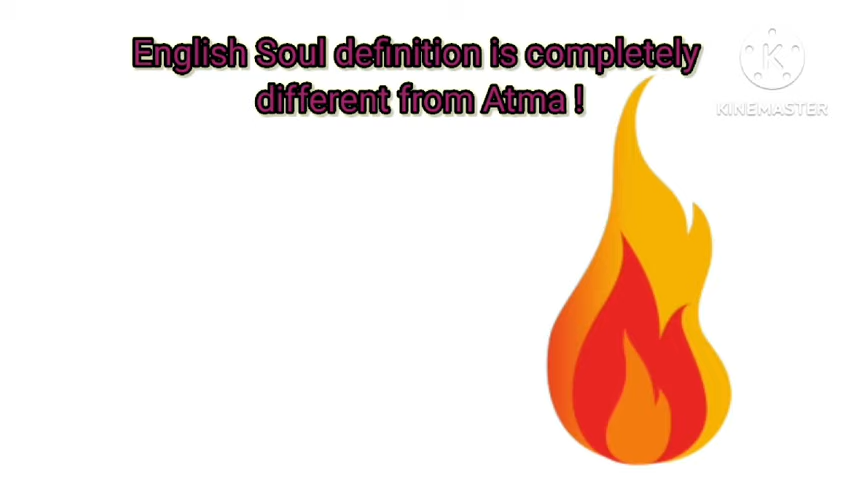 English Soul definition is completely
different from Atma !
K
KINEMASTER